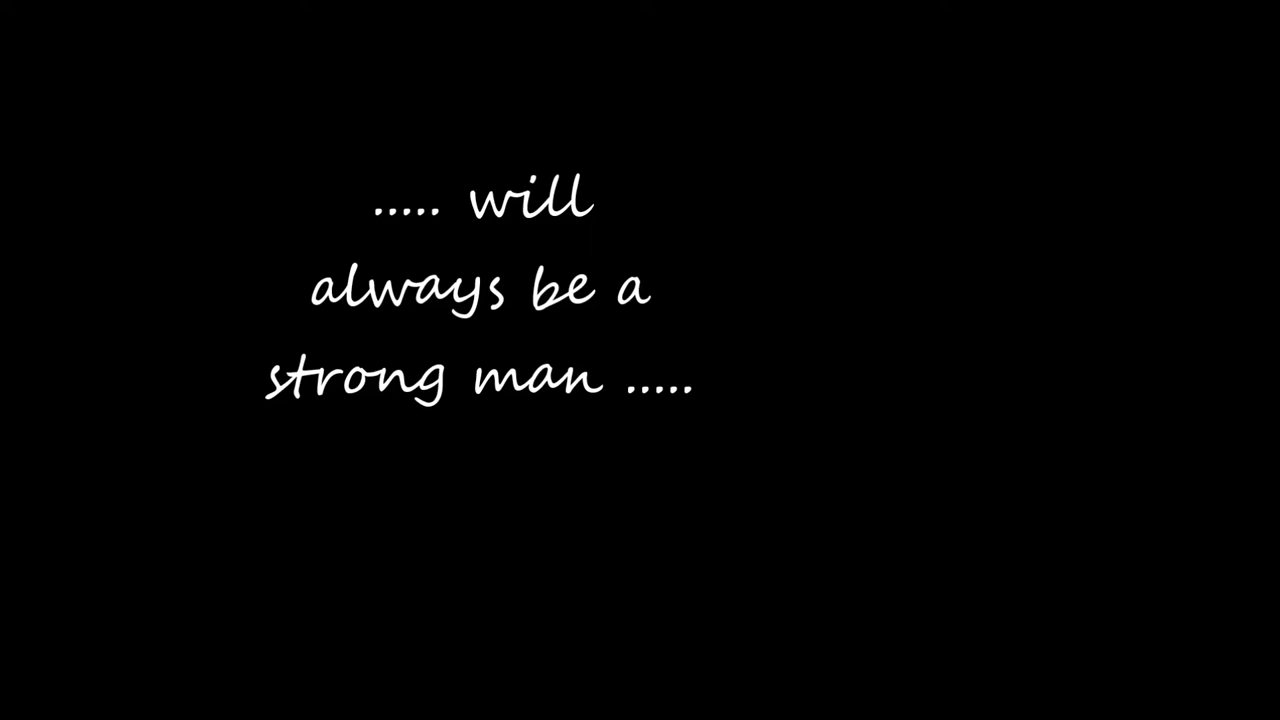 ..... will
always be a
strong man .....